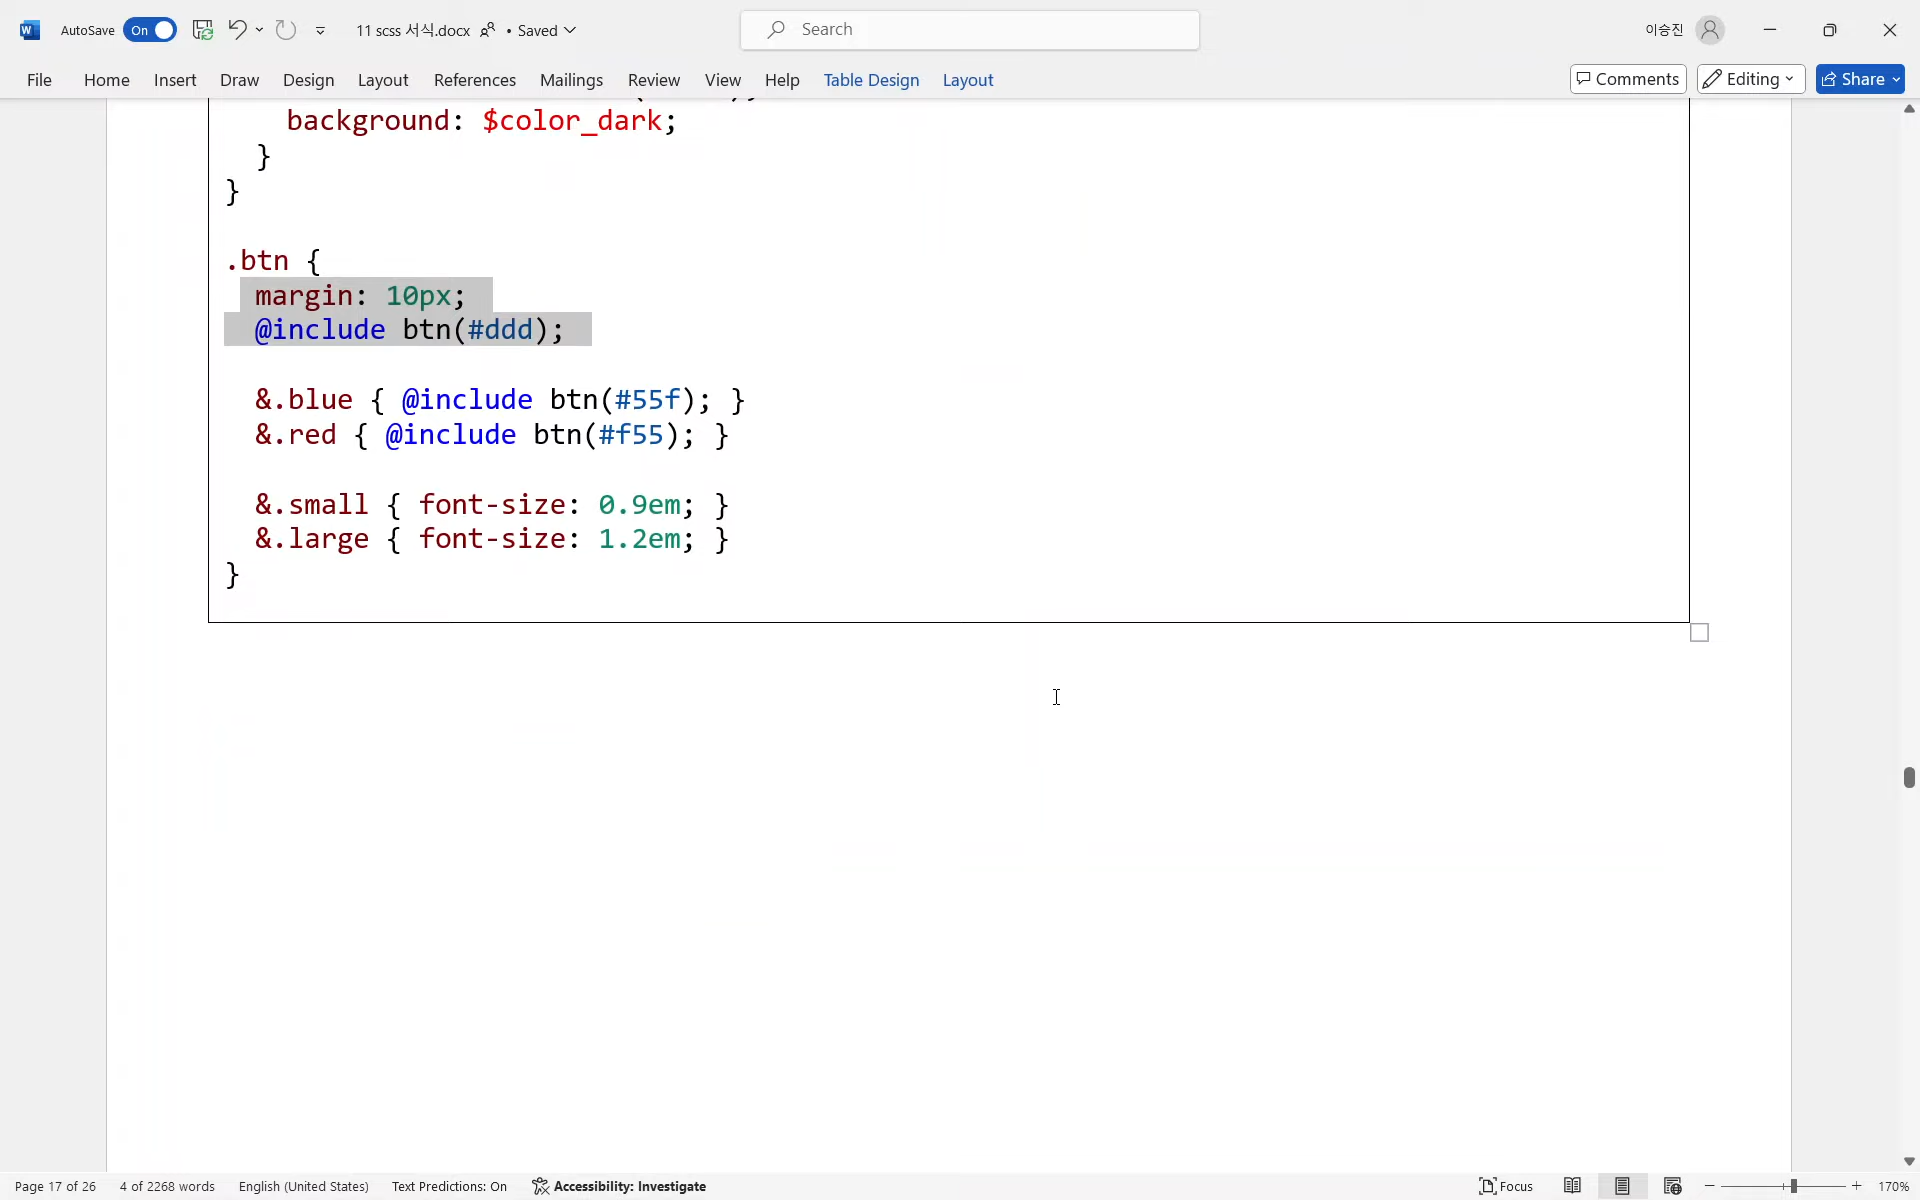 AutoSave On 11 scss 서식.docx • Saved Search 이승진
File Home Insert Draw Design Layout References Mailings Review View Help Table Design Layout Comments Editing Share
background: $color_dark;
}
}
.btn {
margin: 10px;
@include btn(#ddd);
&.blue { @include btn(#55f); }
&.red { @include btn(#f55); }
&.small { font-size: 0.9em; }
&.large { font-size: 1.2em; }
}
Page 17 of 26 4 of 2268 words English (United States) Text Predictions: On Accessibility: Investigate Focus 170%